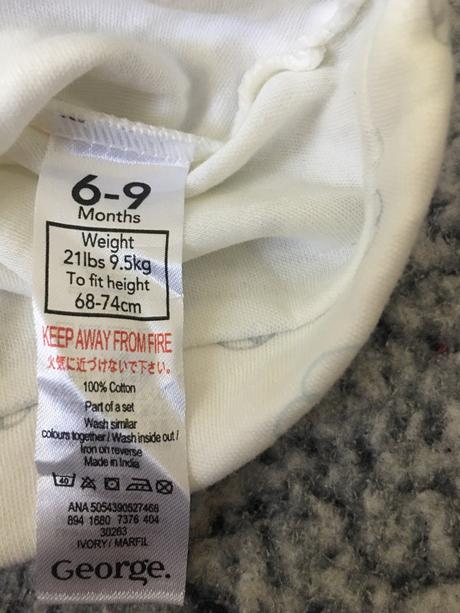 6-9
Months
Weight
21lbs 9.5kg
To fit height
68-74cm
KEEP AWAY FROM FIRE
火気に近づけないで下さい。
100% Cotton
Part of a set
Wash similar
colours together / Wash inside out /
Iron on reverse
Made in India
40
ANA 5054390527468
894 1680 7376 404
30263
IVORY / MARFIL
George.